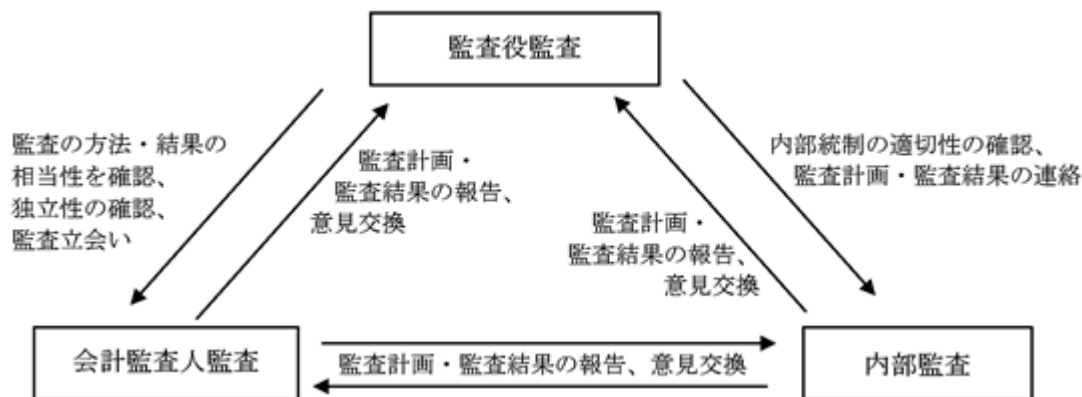 監査役監査
監査の方法・結果の
相当性を確認、
独立性の確認、
監査立会い
監査計画・
監査結果の報告、
意見交換
監査計画・
監査結果の報告、
意見交換
内部統制の適切性の確認、
監査計画・監査結果の連絡
会計監査人監査
監査計画・監査結果の報告、意見交換
内部監査